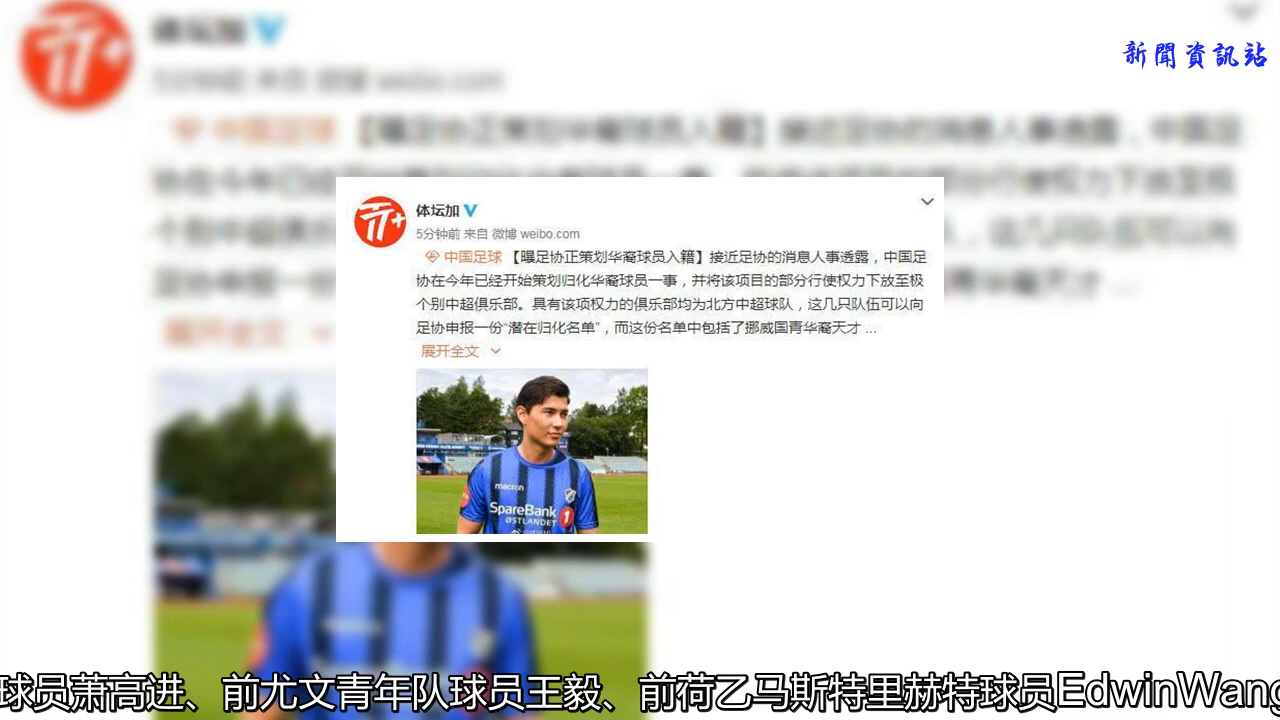 新聞資訊站
体坛加
5分钟前 来自 微博 weibo.com
中国足球 【曝足协正策划华裔球员入籍】接近足协的消息人事透露，中国足
协在今年已经开始策划归化华裔球员一事，并将该项目的部分行使权力下放至极
个别中超俱乐部。具有该项权力的俱乐部均为北方中超球队，这几只队伍可以向
足协申报一份“潜在归化名单”，而这份名单中包括了挪威国青华裔天才 ...
展开全文
macron
SpareBank
ØSTLANDET 1
球员萧高进、前尤文青年队球员王毅、前荷乙马斯特里赫特球员EdwinWang